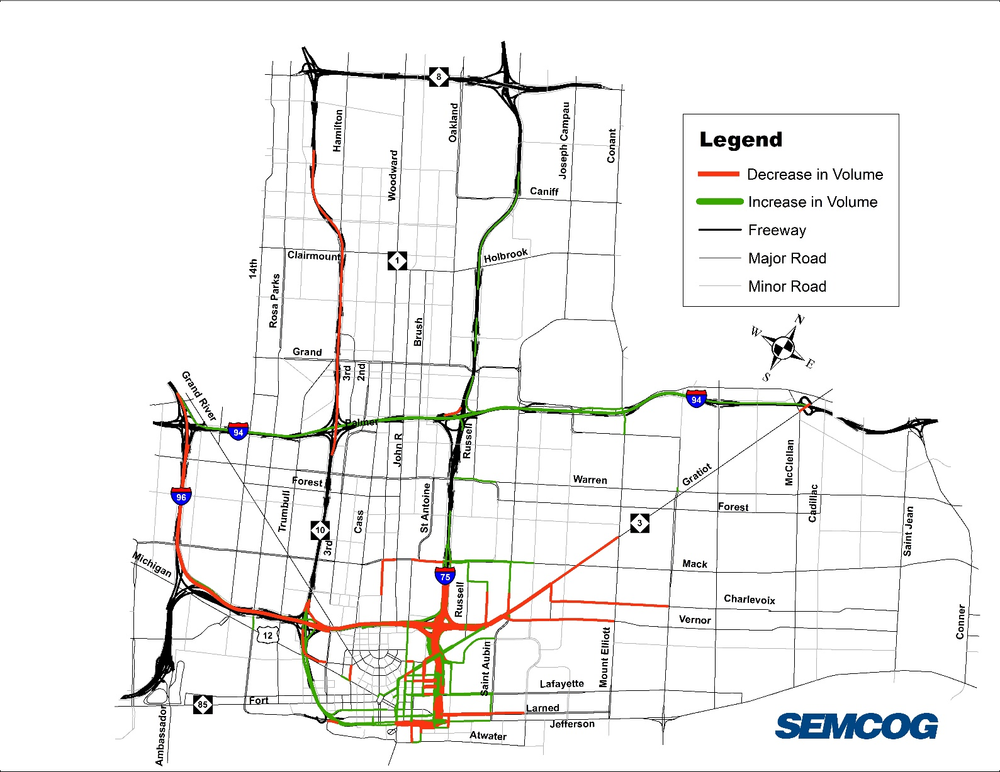 8
Hamilton
Woodward
Oakland
Joseph Campau
Conant
Caniff
Legend
Decrease in Volume
Increase in Volume
Freeway
Major Road
Minor Road
Clairmount
1
Holbrook
14th
Rosa Parks
Brush
N
W
E
S
Grand
3rd
2nd
Grand River
94
Palmer
94
John R
Russell
McClellan
Cadillac
Gratiot
Warren
Forest
Forest
96
Trumbull
Cass
St Antoine
10
3rd
3
Saint Jean
Michigan
75
Mack
Russell
Charlevoix
Vernor
Conner
12
Saint Aubin
Mount Elliott
Lafayette
85
Fort
Larned
Jefferson
Atwater
Ambassador
SEMCOG